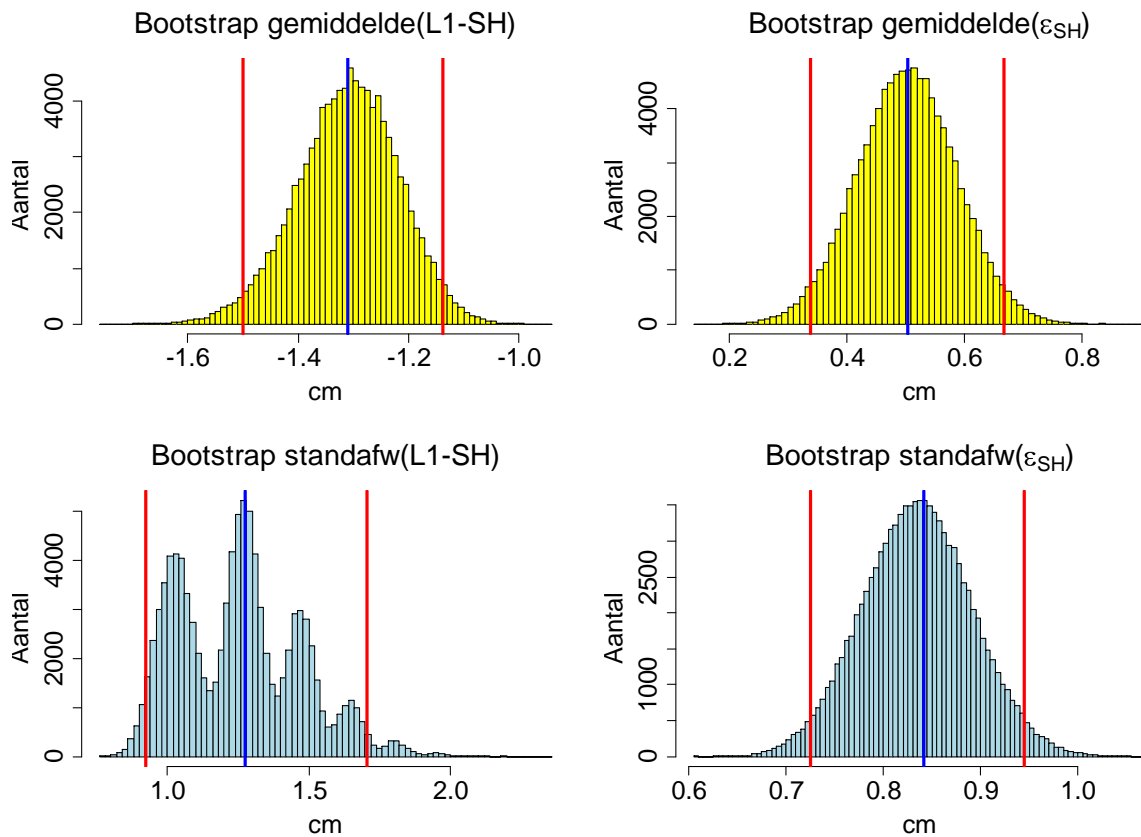 Bootstrap gemiddelde(L1-SH)
Aantal
0 2000 4000
-1.6 -1.4 -1.2 -1.0
cm
Bootstrap gemiddelde(εSH)
Aantal
0 2000 4000
0.2 0.4 0.6 0.8
cm
Bootstrap standafw(L1-SH)
Aantal
0 2000 4000
1.0 1.5 2.0
cm
Bootstrap standafw(εSH)
Aantal
0 1000 2500
0.6 0.7 0.8 0.9 1.0
cm